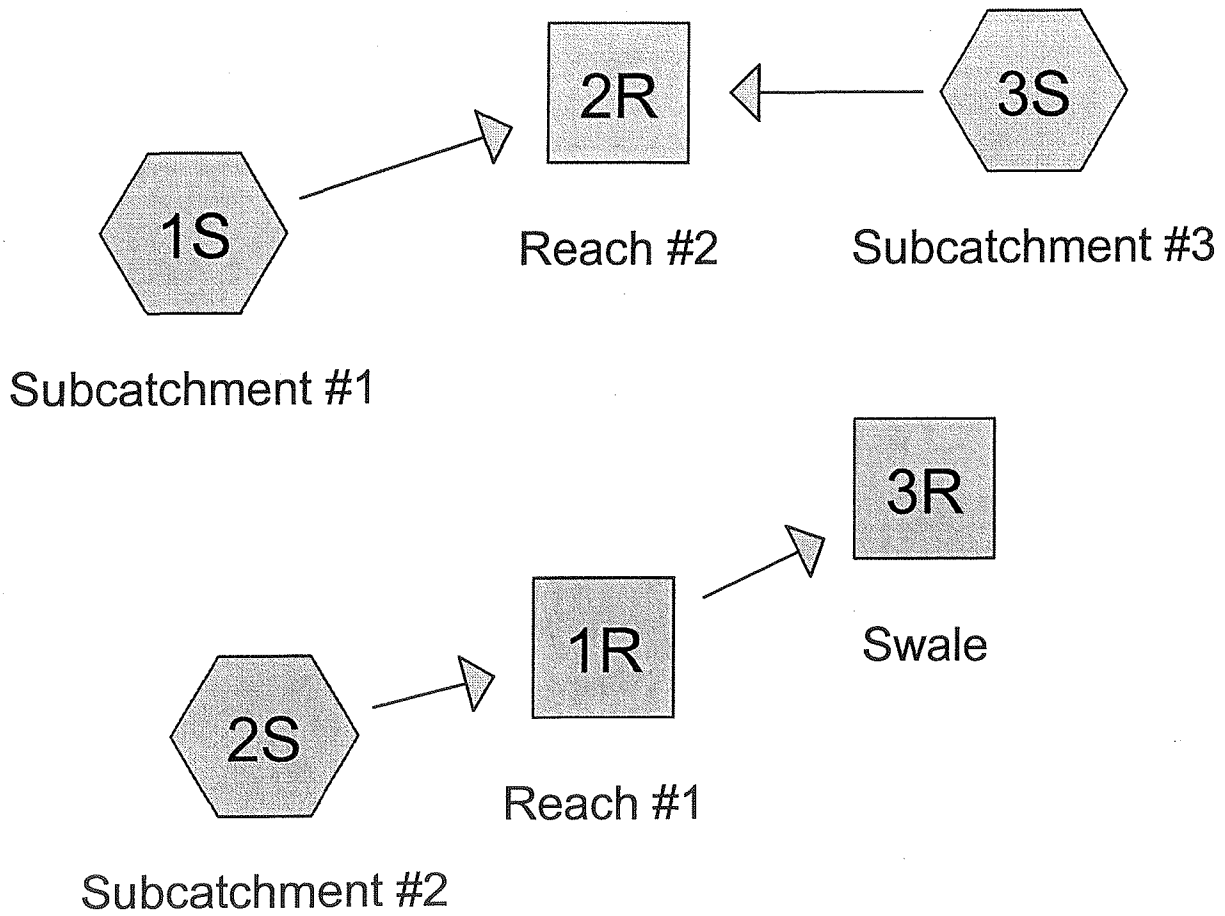 2R
3S
1S
Reach #2
Subcatchment #3
Subcatchment #1
3R
1R
Swale
2S
Reach #1
Subcatchment #2